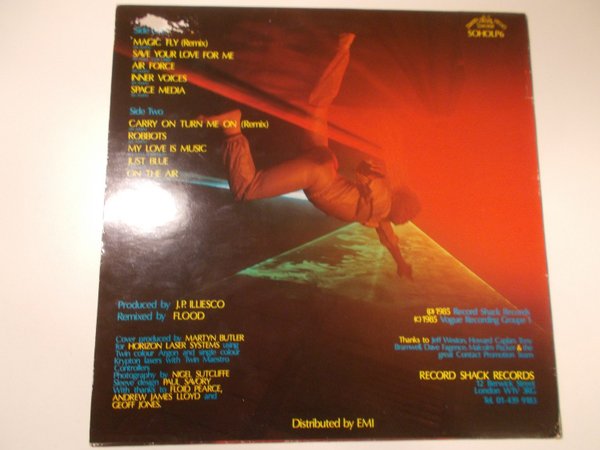 Side
MAGIC FLY (Remix)
SAVE YOUR LOVE FOR ME
AIR FORCE
INNER VOICES
SPACE MEDIA
Side Two
CARRY ON TURN ME ON (Remix)
ROBBOTS
MY LOVE IS MUSIC
JUST BLUE
ON THE AIR
SOHOLP6
Produced by J.P. ILLIESCO
Remixed by FLOOD
Cover produced by MARTYN BUTLER
for HORIZON LASER SYSTEMS using
Twin colour Argon and single colour
Krypton lasers with Twin Maestro
Controllers
Photography by NIGEL SUTCLIFFE
Sleeve design PAUL SAVORY
With thanks to FLOID PEARCE,
ANDREW JAMES LLOYD and
GEOFF JONES.
℗ 1985 Record Shack Records
© 1985 Vogue Recording Groupe 1
Thanks to Jeff Weston, Howard Caplan, Tony
Bramwell, Dave Fagence, Malcolm Packer & the
great Contact Promotion Team
RECORD SHACK RECORDS
12 Berwick Street
London W1V 3RG
Tel. 01-439 9183
Distributed by EMI